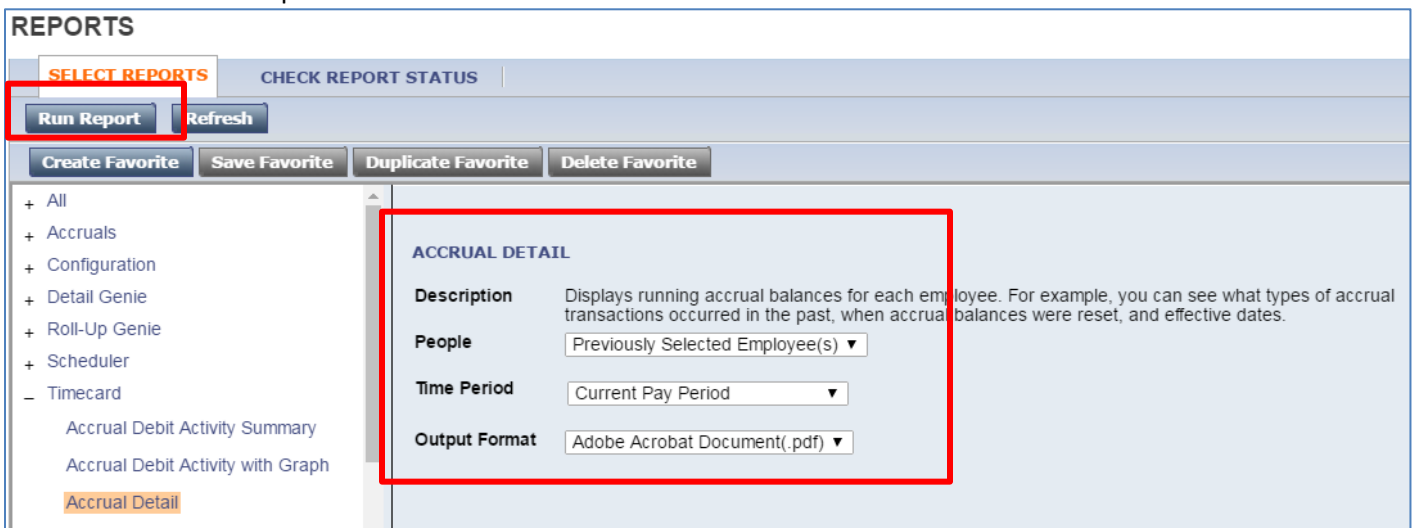 REPORTS
SELECT REPORTS CHECK REPORT STATUS
Run Report Refresh
Create Favorite Save Favorite Duplicate Favorite Delete Favorite
+ All
+ Accruals
+ Configuration
+ Detail Genie
+ Roll-Up Genie
+ Scheduler
− Timecard
Accrual Debit Activity Summary
Accrual Debit Activity with Graph
Accrual Detail
ACCRUAL DETAIL
Description Displays running accrual balances for each employee. For example, you can see what types of accrual
transactions occurred in the past, when accrual balances were reset, and effective dates.
People Previously Selected Employee(s) ▼
Time Period Current Pay Period ▼
Output Format Adobe Acrobat Document(.pdf) ▼